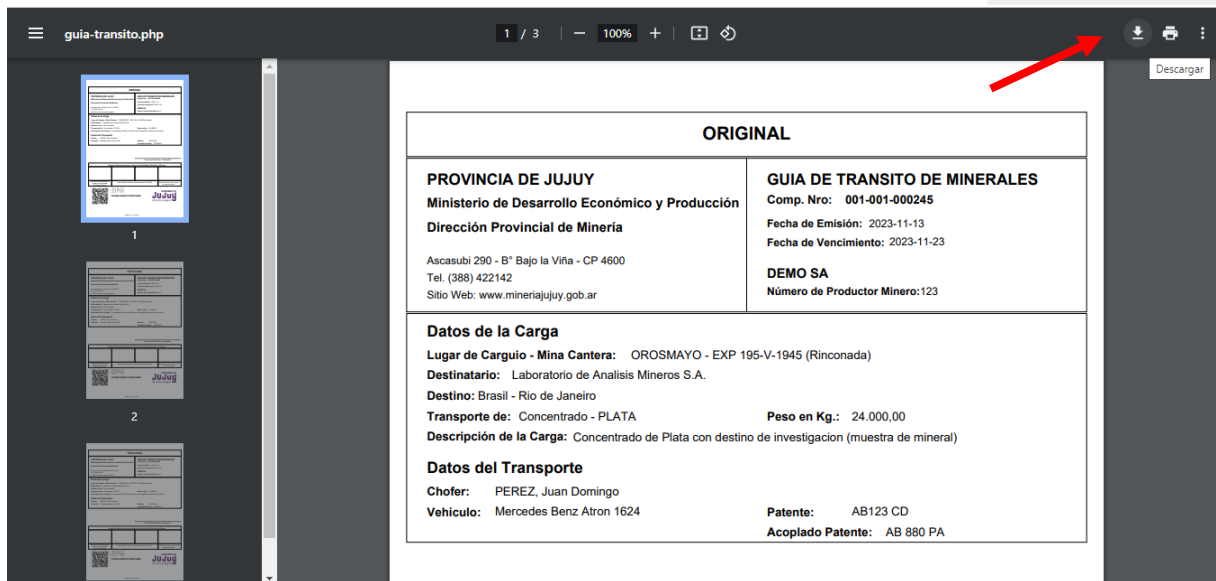 guia-transito.php
1 / 3
100%
Descargar
1
2
ORIGINAL
PROVINCIA DE JUJUY
Ministerio de Desarrollo Económico y Producción
Dirección Provincial de Minería
Ascasubi 290 - B° Bajo la Viña - CP 4600
Tel. (388) 422142
Sitio Web: www.mineriajujuy.gob.ar
GUIA DE TRANSITO DE MINERALES
Comp. Nro: 001-001-000245
Fecha de Emisión: 2023-11-13
Fecha de Vencimiento: 2023-11-23
DEMO SA
Número de Productor Minero:123
Datos de la Carga
Lugar de Carguio - Mina Cantera: OROSMAYO - EXP 195-V-1945 (Rinconada)
Destinatario: Laboratorio de Analisis Mineros S.A.
Destino: Brasil - Rio de Janeiro
Transporte de: Concentrado - PLATA Peso en Kg.: 24.000,00
Descripción de la Carga: Concentrado de Plata con destino de investigacion (muestra de mineral)
Datos del Transporte
Chofer: PEREZ, Juan Domingo
Vehículo: Mercedes Benz Atron 1624 Patente: AB123 CD
Acoplado Patente: AB 880 PA